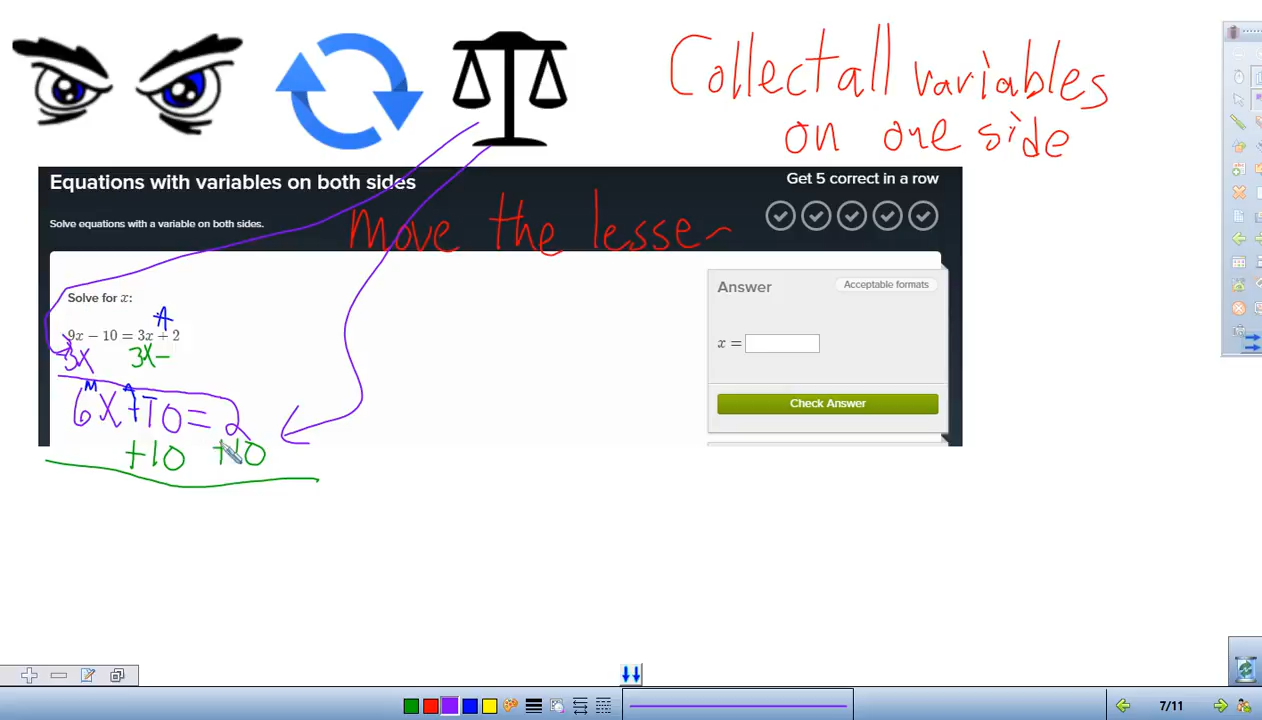 Collect all variables
on one side
Equations with variables on both sides
Get 5 correct in a row
Solve equations with a variable on both sides.
move the lesser
Solve for x:
A
9x − 10 = 3x + 2
3X 3X −
M A
6X + 10 = 2
+10 +10
Answer
Acceptable formats
x =
Check Answer
7/11